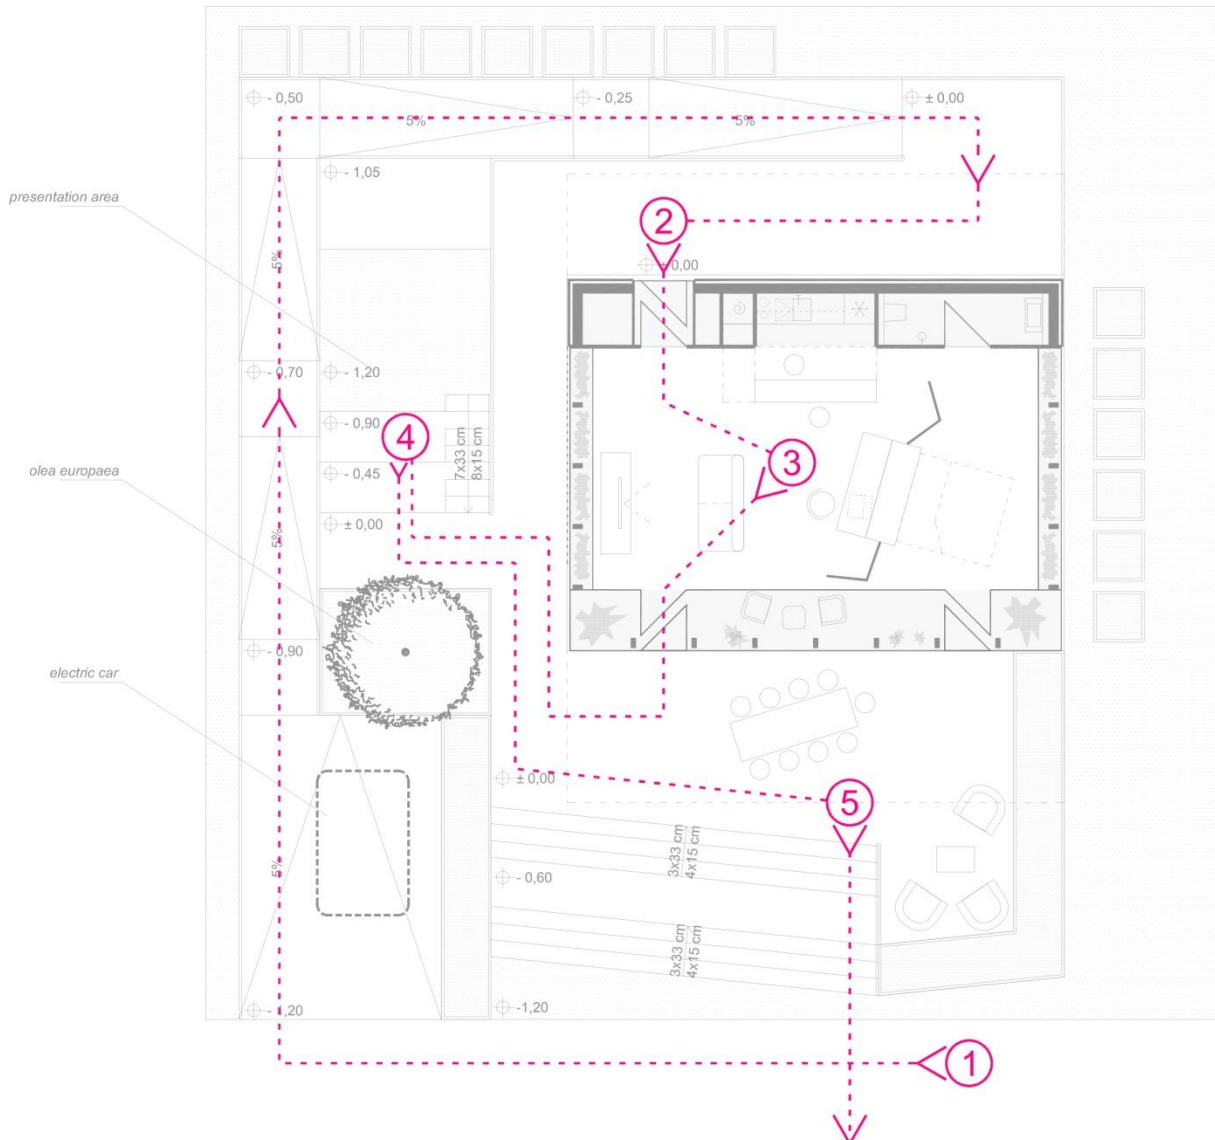 - 0,50
- 0,25
± 0,00
5%
5%
- 1,05
presentation area
2
± 0,00
5%
- 0,70
- 1,20
- 0,90
4
7x33 cm
8x15 cm
3
olea europaea
- 0,45
± 0,00
5%
- 0,90
electric car
± 0,00
5
3x33 cm
4x15 cm
5%
- 0,60
3x33 cm
4x15 cm
- 1,20
-1,20
1